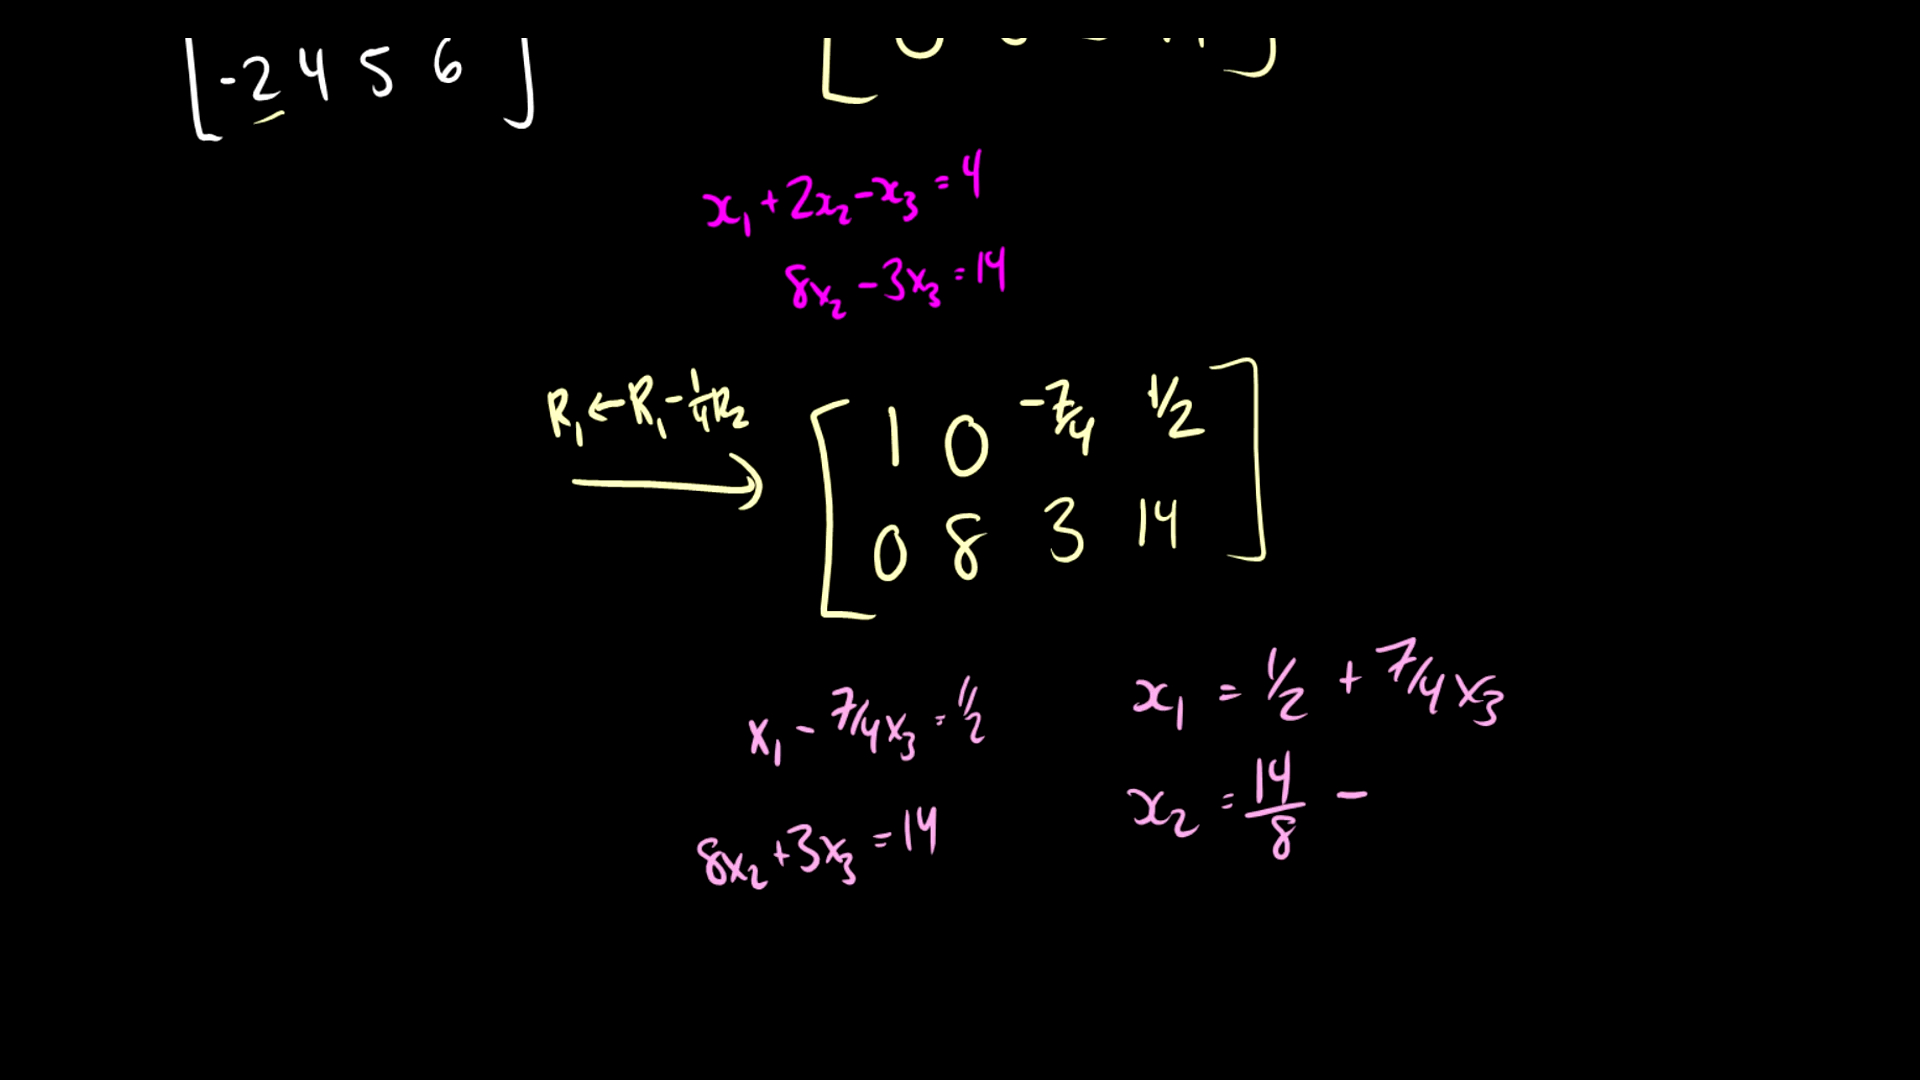 [-2 4 5 6]
x₁ + 2x₂ - x₃ = 4
8x₂ - 3x₃ = 14
R₁ ← R₁ - 1/4 R₂
1 0 -7/4 1/2
0 8 3 14
x₁ - 7/4 x₃ = 1/2
8x₂ + 3x₃ = 14
x₁ = 1/2 + 7/4 x₃
x₂ = 14/8 -